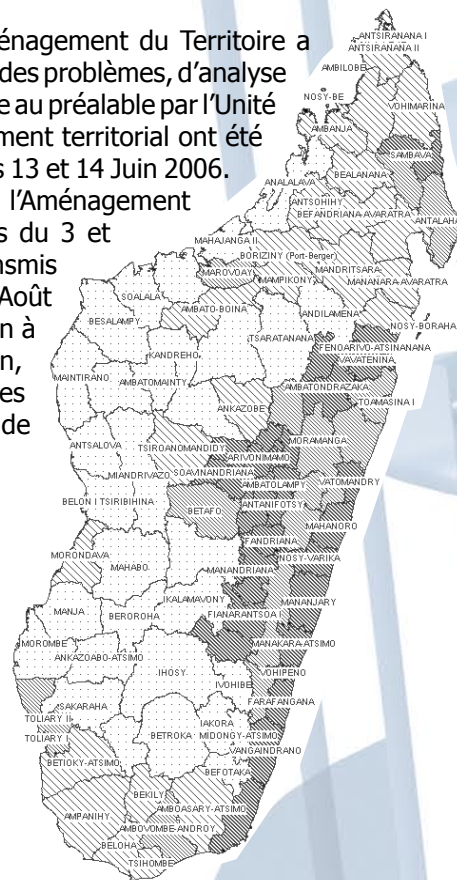 énagement du Territoire a
des problèmes, d'analyse
e au préalable par l'Unité
ment territorial ont été
s 13 et 14 Juin 2006.
l'Aménagement
s du 3 et
nsmis
Août
n à
n,
es
de
ANTSIRANANA I
ANTSIRANANA II
AMBILOBE
NOSY-BE
VOHIMARINA
AMBANJA
SAMBAVA
BEALANANA
ANALALAVA
ANTSOHIHY
BEFANDRIANA-AVARATRA
ANTALAHA
MAHAJANGA II
BORIZINY (Port-Berger)
MAROVOAY
MANDRITSARA
MAMPIKONY
MANANARA-AVARATRA
SOALALA
AMBATO-BOINA
ANDILAMENA
NOSY-BORAHA
BESALAMPY
TSARATANANA
FENOARIVO-ATSINANANA
KANDREHO
VAVATENINA
MAINTIRANO
AMBATOMAINTY
AMBATONDRAZAKA
ANKAZOBE
TOAMASINA I
ANTSALOVA
TSIROANOMANDIDY
ARIVONIMAMO
MORAMANGA
MIANDRIVAZO
SOAVINANDRIANA
AMBATOLAMPY
VATOMANDRY
BELON I TSIRIBIHINA
BETAFO
ANTANIFOTSY
MAHANORO
MORONDAVA
FANDRIANA
MAHABO
NOSY-VARIKA
MANANDRIANA
MANJA
IKALAMAVONY
MANANJARY
BEROROHA
FIANARANTSOA I
MOROMBE
MANAKARA-ATSIMO
ANKAZOABO-ATSIMO
IHOSY
VOHIPENO
IVOHIBE
SAKARAHA
FARAFANGANA
TOLIARY II
IAKORA
TOLIARY I
BETROKA
MIDONGY-ATSIMO
VANGAINDRANO
BETIOKY-ATSIMO
BEFOTAKA
BEKILY
AMPANIHY
AMBOASARY-ATSIMO
AMBOVOMBE-ANDROY
BELOHA
TSIHOMBE